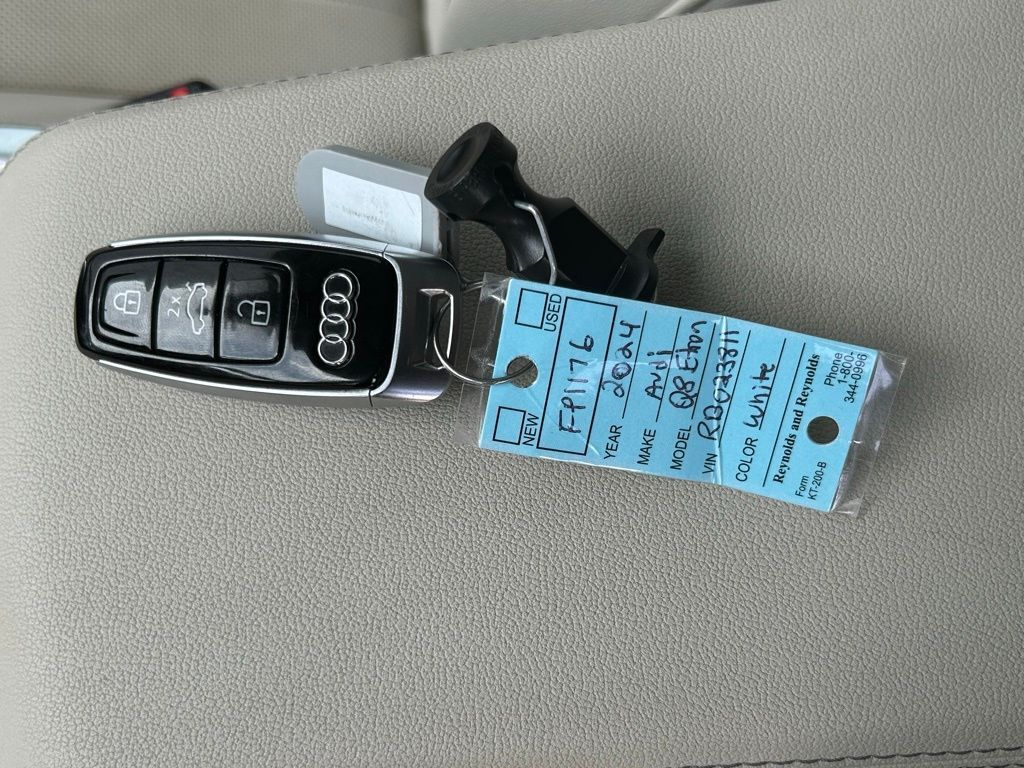 2x
USED
NEW
FP1176
YEAR 2024
MAKE Audi
MODEL Q8 Etron
VIN RB023811
COLOR White
Reynolds and Reynolds
Form
KT-200-B
Phone
1-800-
344-0996